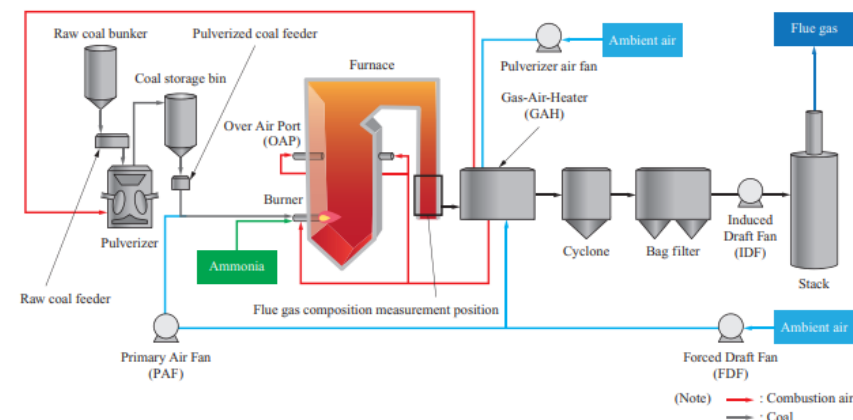 Raw coal bunker
Pulverized coal feeder
Coal storage bin
Furnace
Over Air Port
(OAP)
Burner
Ammonia
Pulverizer
Raw coal feeder
Flue gas composition measurement position
Primary Air Fan
(PAF)
Pulverizer air fan
Ambient air
Gas-Air-Heater
(GAH)
Flue gas
Cyclone
Bag filter
Induced
Draft Fan
(IDF)
Stack
Forced Draft Fan
(FDF)
Ambient air
(Note)
: Combustion air
: Coal